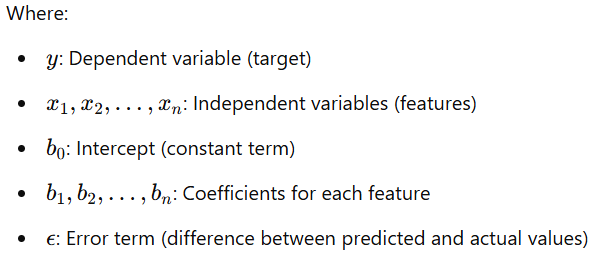 Where:
• y: Dependent variable (target)
• x₁, x₂, . . . , xₙ: Independent variables (features)
• b₀: Intercept (constant term)
• b₁, b₂, . . . , bₙ: Coefficients for each feature
• ϵ: Error term (difference between predicted and actual values)